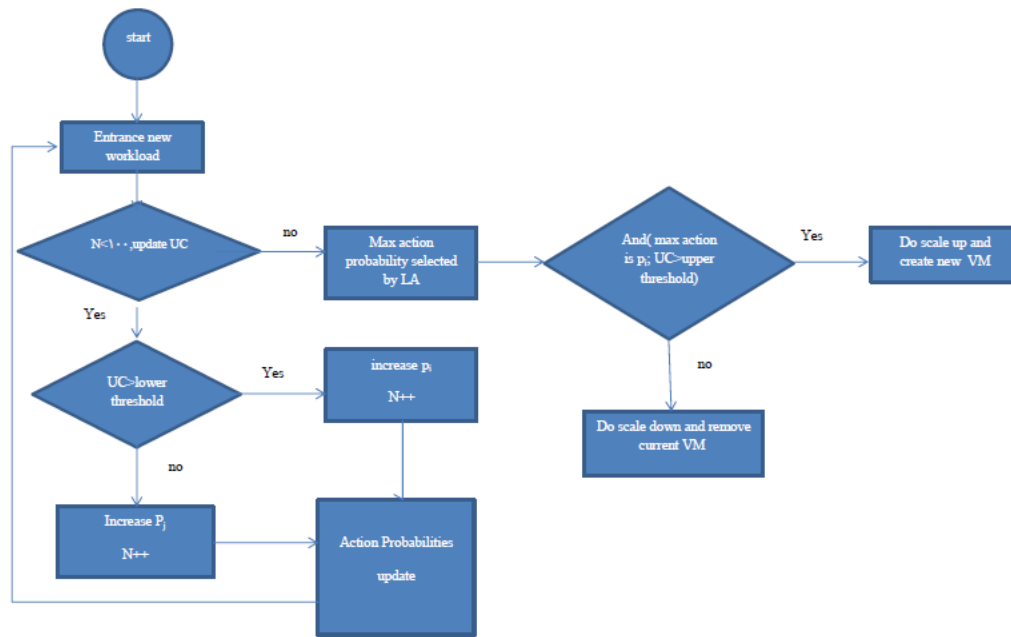 start
Entrance new
workload
N<۱۰۰,update UC
no
Max action
probability selected
by LA
And( max action
is pᵢ; UC>upper
threshold)
Yes
Do scale up and
create new VM
no
Do scale down and remove
current VM
Yes
UC>lower
threshold
Yes
increase pᵢ
N++
no
Increase Pⱼ
N++
Action Probabilities
update